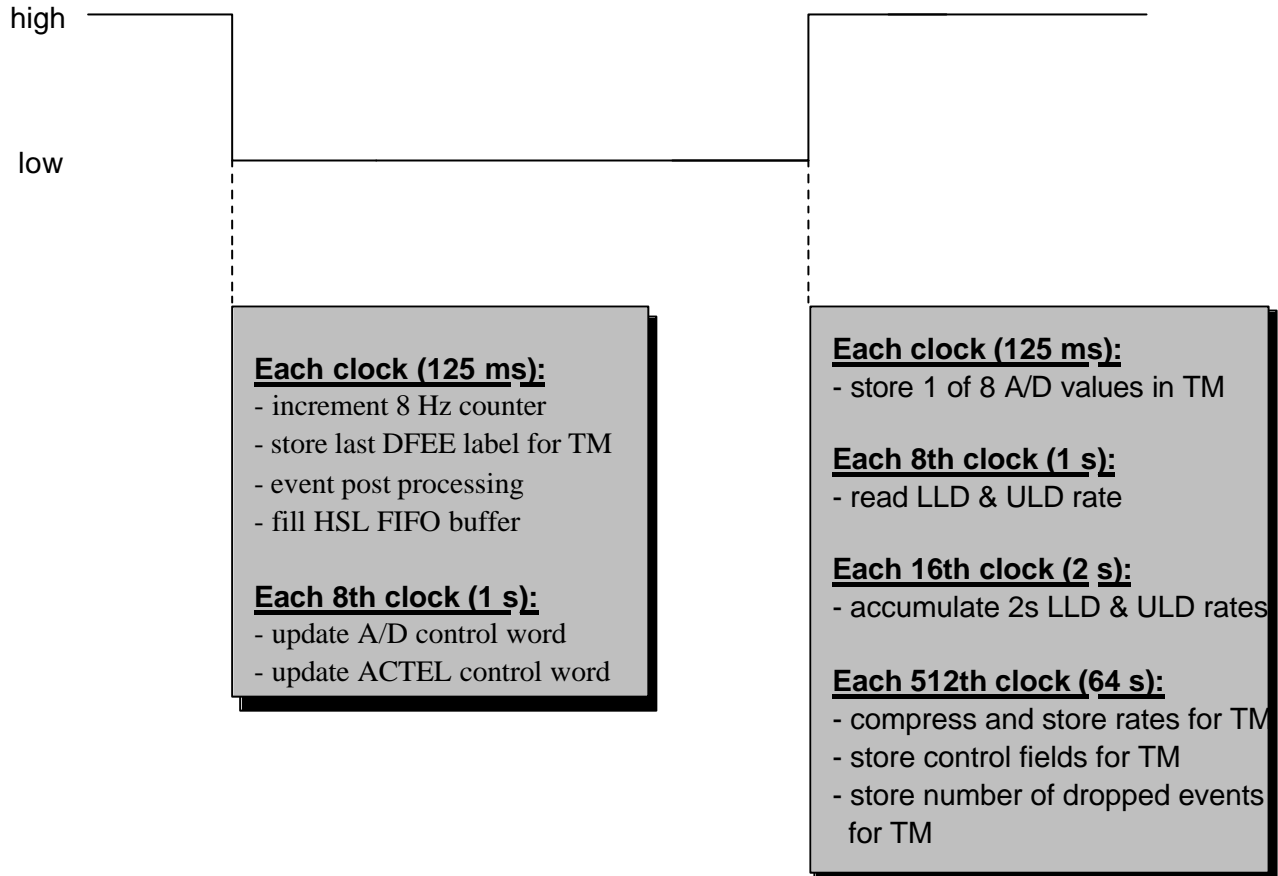 high
low
Each clock (125 ms):
- increment 8 Hz counter
- store last DFEE label for TM
- event post processing
- fill HSL FIFO buffer
Each 8th clock (1 s):
- update A/D control word
- update ACTEL control word
Each clock (125 ms):
- store 1 of 8 A/D values in TM
Each 8th clock (1 s):
- read LLD & ULD rate
Each 16th clock (2 s):
- accumulate 2s LLD & ULD rates
Each 512th clock (64 s):
- compress and store rates for TM
- store control fields for TM
- store number of dropped events
for TM